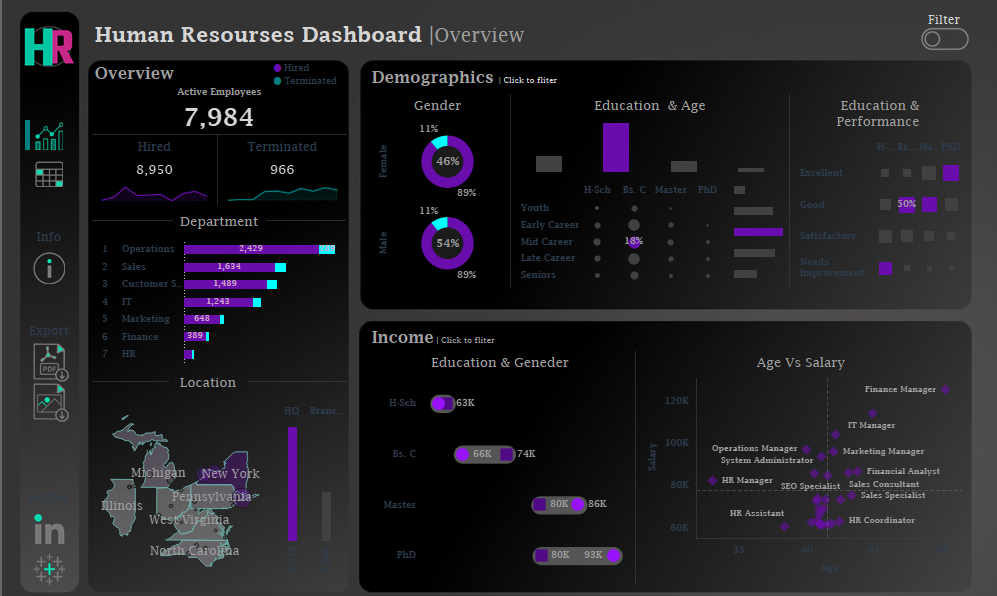 HR
Human Resourses Dashboard |Overview
Filter
Info
Export
PDF
in
Overview
Hired
Terminated
Active Employees
7,984
Hired
Terminated
8,950
966
Department
1 Operations 2,429
2 Sales 1,634
3 Customer S.. 1,489
4 IT 1,243
5 Marketing 648
6 Finance 389
7 HR
Location
HQ Branc..
Michigan
New York
Illinois
Pennsylvania
West Virginia
North Carolina
Demographics | Click to fliter
Gender
Female
11%
46%
89%
Male
11%
54%
89%
Education & Age
H-Sch Bs. C Master PhD
Youth
Early Career
Mid Career 18%
Late Career
Seniors
Education &
Performance
H-.. Bs... Ma.. PhD
Excellent
Good 50%
Satisfactory
Needs
Improvement
Income | Click to fliter
Education & Geneder
H-Sch 63K
Bs. C 66K 74K
Master 80K 86K
PhD 80K 93K
Age Vs Salary
Salary
120K
100K
80K
60K
Finance Manager
IT Manager
Operations Manager
Marketing Manager
System Administrator
Financial Analyst
HR Manager
SEO Specialist
Sales Consultant
Sales Specialist
HR Assistant
HR Coordinator
35 40 45
Age